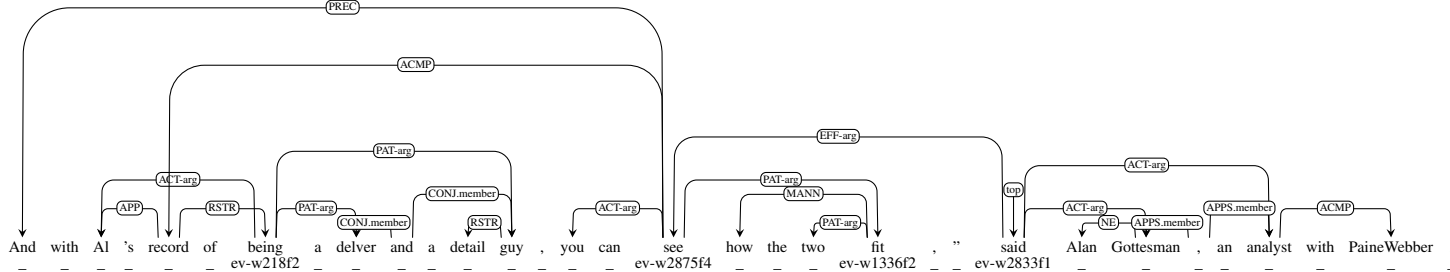 PREC
ACMP
EFF-arg
PAT-arg ACT-arg
ACT-arg PAT-arg top
CONJ.member MANN
APP RSTR PAT-arg ACT-arg ACT-arg APPS.member ACMP
CONJ.member RSTR PAT-arg NE APPS.member
And with Al 's record of being a delver and a detail guy , you can see how the two fit , ” said Alan Gottesman , an analyst with PaineWebber
_ _ _ _ _ _ ev-w218f2 _ _ _ _ _ _ _ _ _ ev-w2875f4 _ _ _ ev-w1336f2 _ _ ev-w2833f1 _ _ _ _ _ _ _ _